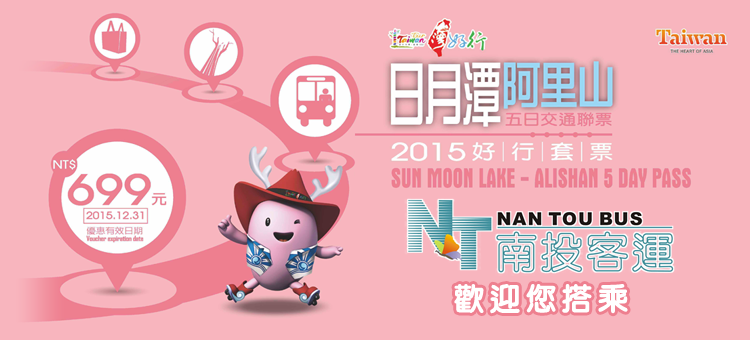 Taiwan
臺灣好行
Taiwan
THE HEART OF ASIA
日月潭阿里山
五日交通聯票
2015好|行|套|票
SUN MOON LAKE - ALISHAN 5 DAY PASS
NT$
699元
2015.12.31
優惠有效日期
Voucher expiration date
NT NAN TOU BUS
南投客運
歡迎您搭乘